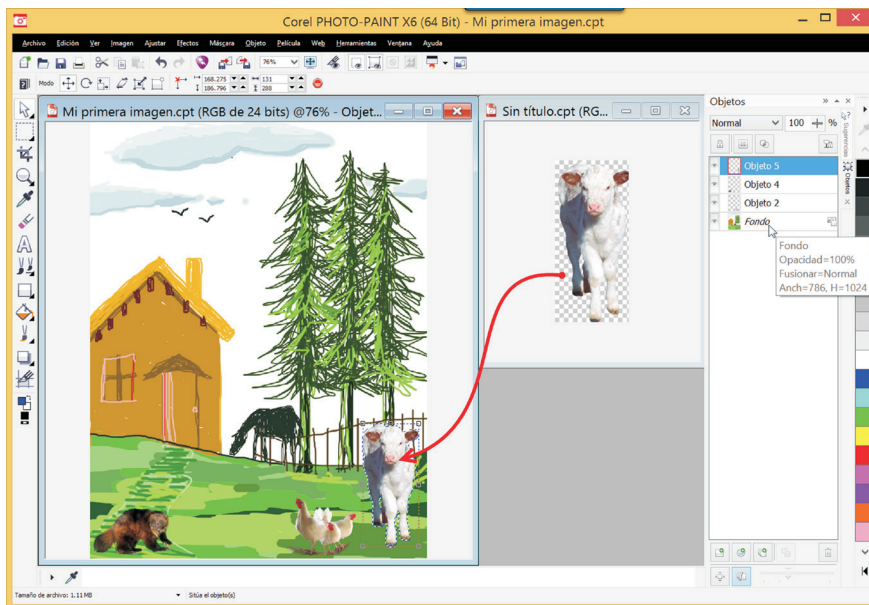 Corel PHOTO-PAINT X6 (64 Bit) - Mi primera imagen.cpt
Archivo Edición Ver Imagen Ajustar Efectos Máscara Objeto Película Web Herramientas Ventana Ayuda
76%
Modo 168.275 131
186.796 288
Mi primera imagen.cpt (RGB de 24 bits) @76% - Objet...
Sin título.cpt (RG...
Objetos
Normal 100 %
Objeto 5
Objeto 4
Objeto 2
Fondo
Fondo
Opacidad=100%
Fusionar=Normal
Anch=786, H=1024
Sugerencias
Objetos
Tamaño de archivo: 1.11 MB Sitúa el objeto(s)